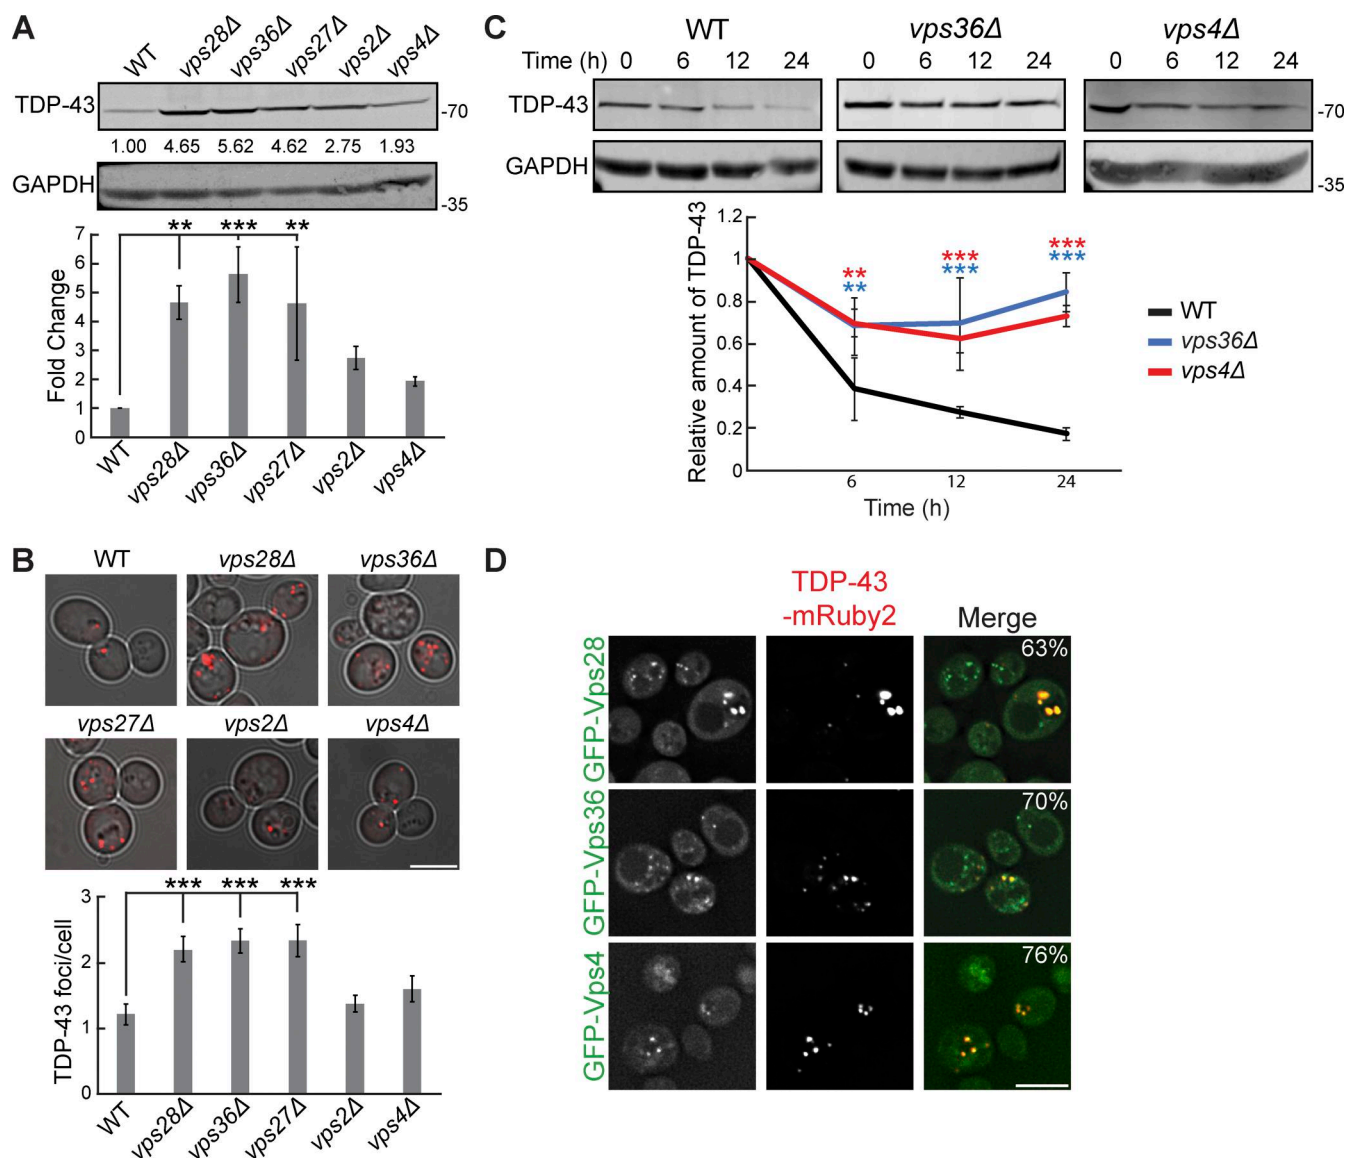 A
WT vps28Δ vps36Δ vps27Δ vps2Δ vps4Δ
TDP-43
-70
1.00 4.65 5.62 4.62 2.75 1.93
GAPDH
-35
** *** **
Fold Change
7
6
5
4
3
2
1
0
WT vps28Δ vps36Δ vps27Δ vps2Δ vps4Δ
B
WT vps28Δ vps36Δ
vps27Δ vps2Δ vps4Δ
*** *** ***
TDP-43 foci/cell
3
2
1
0
WT vps28Δ vps36Δ vps27Δ vps2Δ vps4Δ
C
WT vps36Δ vps4Δ
Time (h) 0 6 12 24 0 6 12 24 0 6 12 24
TDP-43
-70
GAPDH
-35
Relative amount of TDP-43
1.2
1
0.8
0.6
0.4
0.2
0
** *** ***
** *** ***
6 12 24
Time (h)
WT
vps36Δ
vps4Δ
D
TDP-43
-mRuby2
Merge
GFP-Vps28
63%
GFP-Vps36
70%
GFP-Vps4
76%